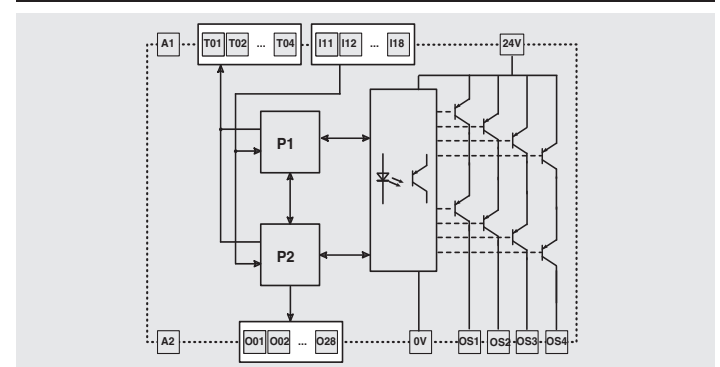 A1 T01 T02 ... T04 I11 I12 ... I18 24V
P1
P2
A2 O01 O02 ... O28 0V OS1 OS2 OS3 OS4